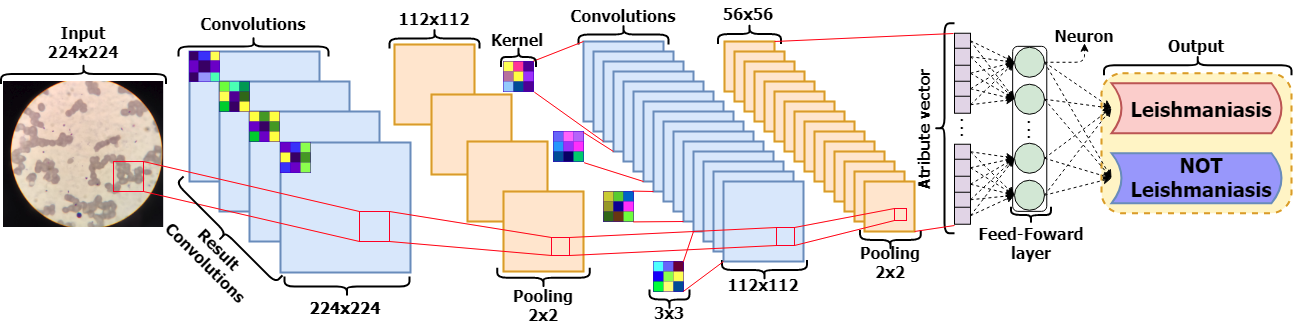 Input
224x224
Convolutions
Result
Convolutions
224x224
112x112
Pooling
2x2
Kernel
Convolutions
3x3
112x112
56x56
Pooling
2x2
Atribute vector
Neuron
Feed-Foward
layer
Output
Leishmaniasis
NOT
Leishmaniasis